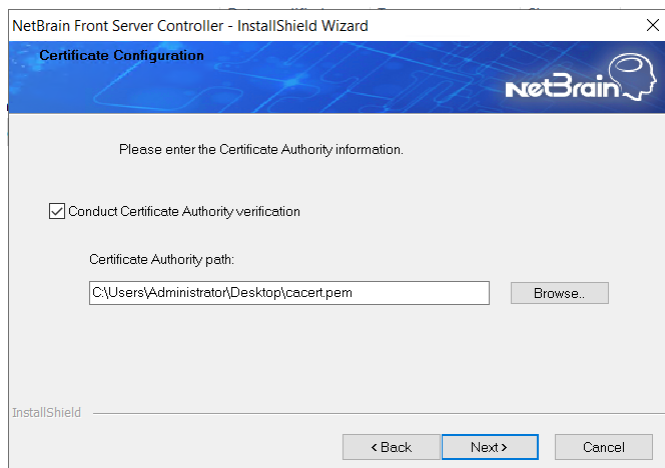 NetBrain Front Server Controller - InstallShield Wizard
Certificate Configuration
NetBrain
Please enter the Certificate Authority information.
Conduct Certificate Authority verification
Certificate Authority path:
C:\Users\Administrator\Desktop\cacert.pem
Browse..
InstallShield
< Back
Next >
Cancel